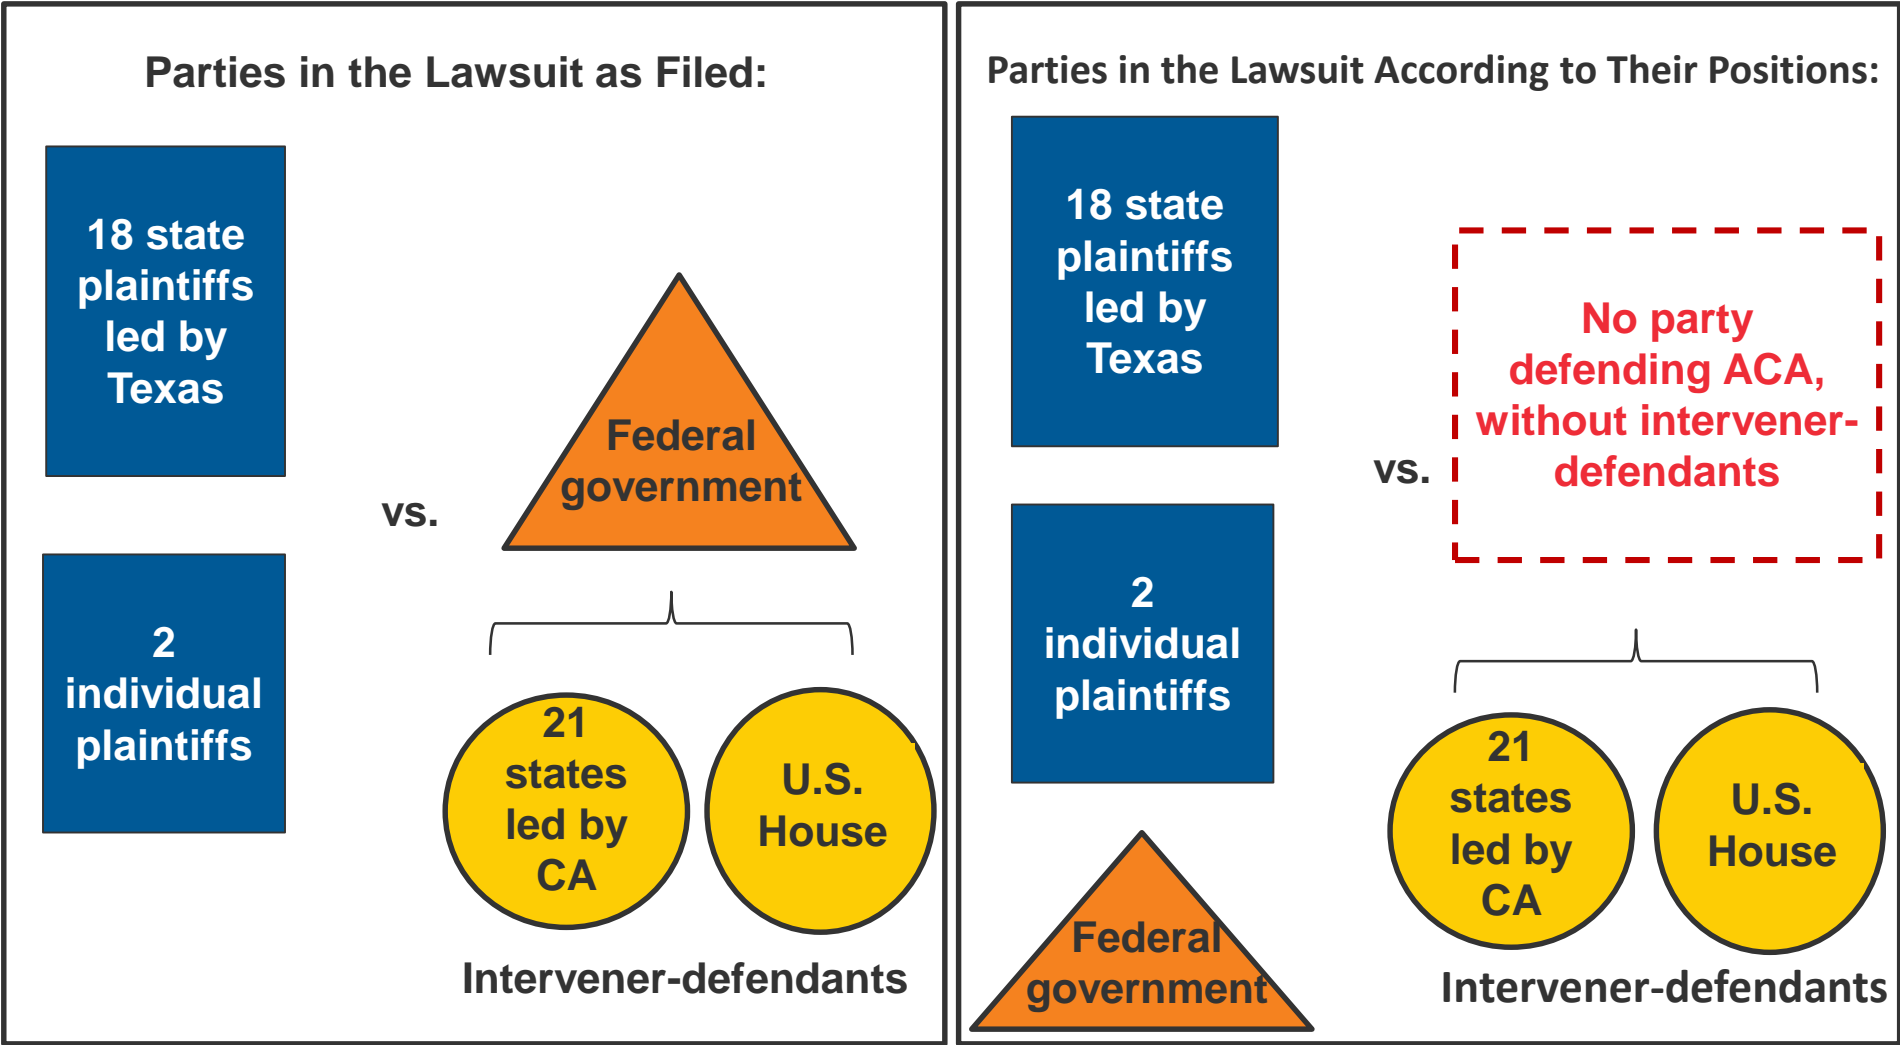 Parties in the Lawsuit as Filed:
18 state
plaintiffs
led by
Texas
2
individual
plaintiffs
vs.
Federal
government
21
states
led by
CA
U.S.
House
Intervener-defendants
Parties in the Lawsuit According to Their Positions:
18 state
plaintiffs
led by
Texas
2
individual
plaintiffs
Federal
government
vs.
No party
defending ACA,
without intervener-
defendants
21
states
led by
CA
U.S.
House
Intervener-defendants